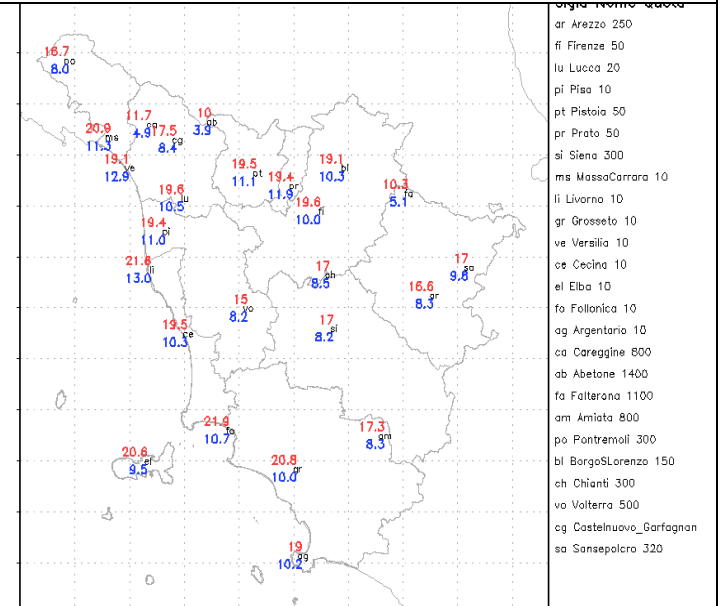 Sigla Nome Quota
ar Arezzo 250
fi Firenze 50
lu Lucca 20
pi Pisa 10
pt Pistoia 50
pr Prato 50
si Siena 300
ms MassaCarrara 10
li Livorno 10
gr Grosseto 10
ve Versilia 10
ce Cecina 10
el Elba 10
fo Follonica 10
ag Argentario 10
ca Careggine 800
ab Abetone 1400
fa Falterona 1100
am Amiata 800
po Pontremoli 300
bl BorgoSLorenzo 150
ch Chianti 300
vo Volterra 500
cg Castelnuovo_Garfagnan
sa Sansepolcro 320
16.7
po
8.0
11.7
ca
4.9
10
ab
3.9
20.9
ms
11.3
17.5
cg
8.4
19.1
ve
12.9
19.5
pt
11.1
19.4
pr
11.9
19.1
bl
10.3
10.3
fa
5.1
19.6
lu
10.5
19.6
fi
10.0
19.4
pi
11.0
21.6
li
13.0
17
ch
8.5
17
sa
9.8
16.6
ar
8.3
15
vo
8.2
17
si
8.2
19.5
ce
10.3
21.9
fo
10.7
17.3
am
8.3
20.6
el
9.5
20.8
gr
10.0
19
ag
10.2